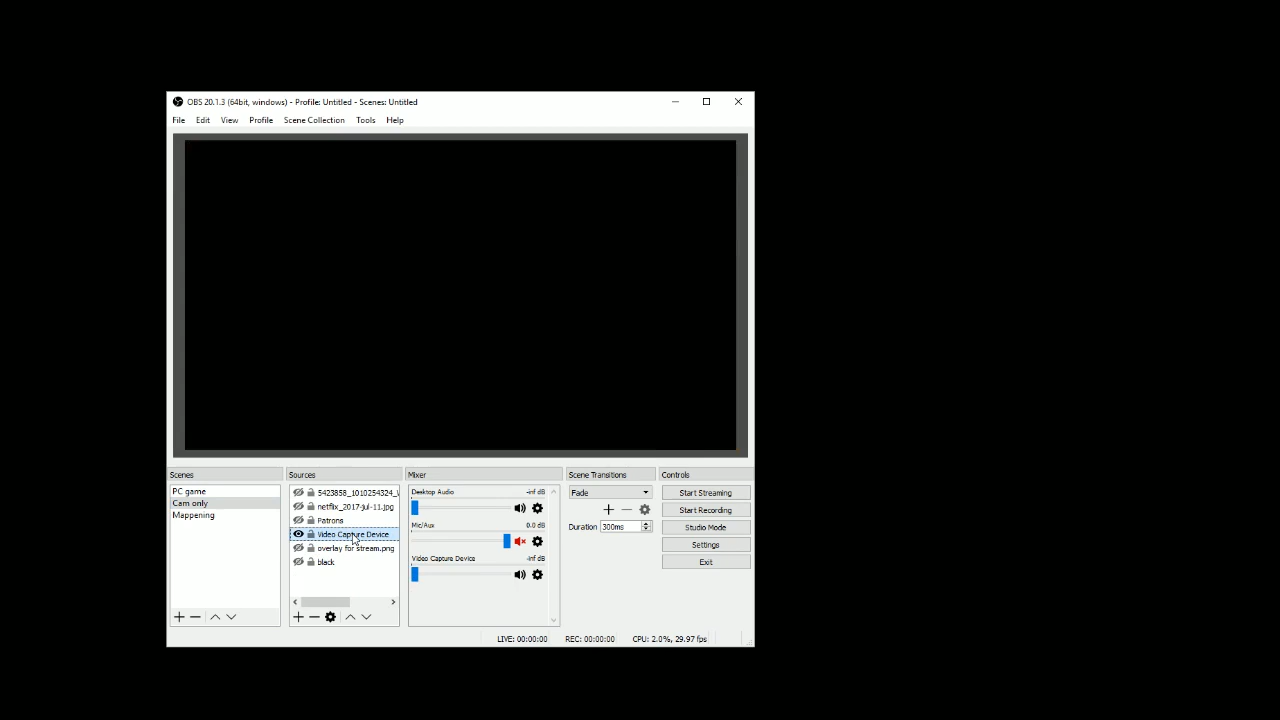 OBS 20.1.3 (64bit, windows) - Profile: Untitled - Scenes: Untitled
File Edit View Profile Scene Collection Tools Help
Scenes
PC game
Cam only
Mappening
Sources
5423858_1010254324_
netflix_2017-jul-11.jpg
Patrons
Video Capture Device
overlay for stream.png
black
Mixer
Desktop Audio -inf dB
Mic/Aux 0.0 dB
Video Capture Device -inf dB
Scene Transitions
Fade
Duration 300ms
Controls
Start Streaming
Start Recording
Studio Mode
Settings
Exit
LIVE: 00:00:00 REC: 00:00:00 CPU: 2.0%, 29.97 fps